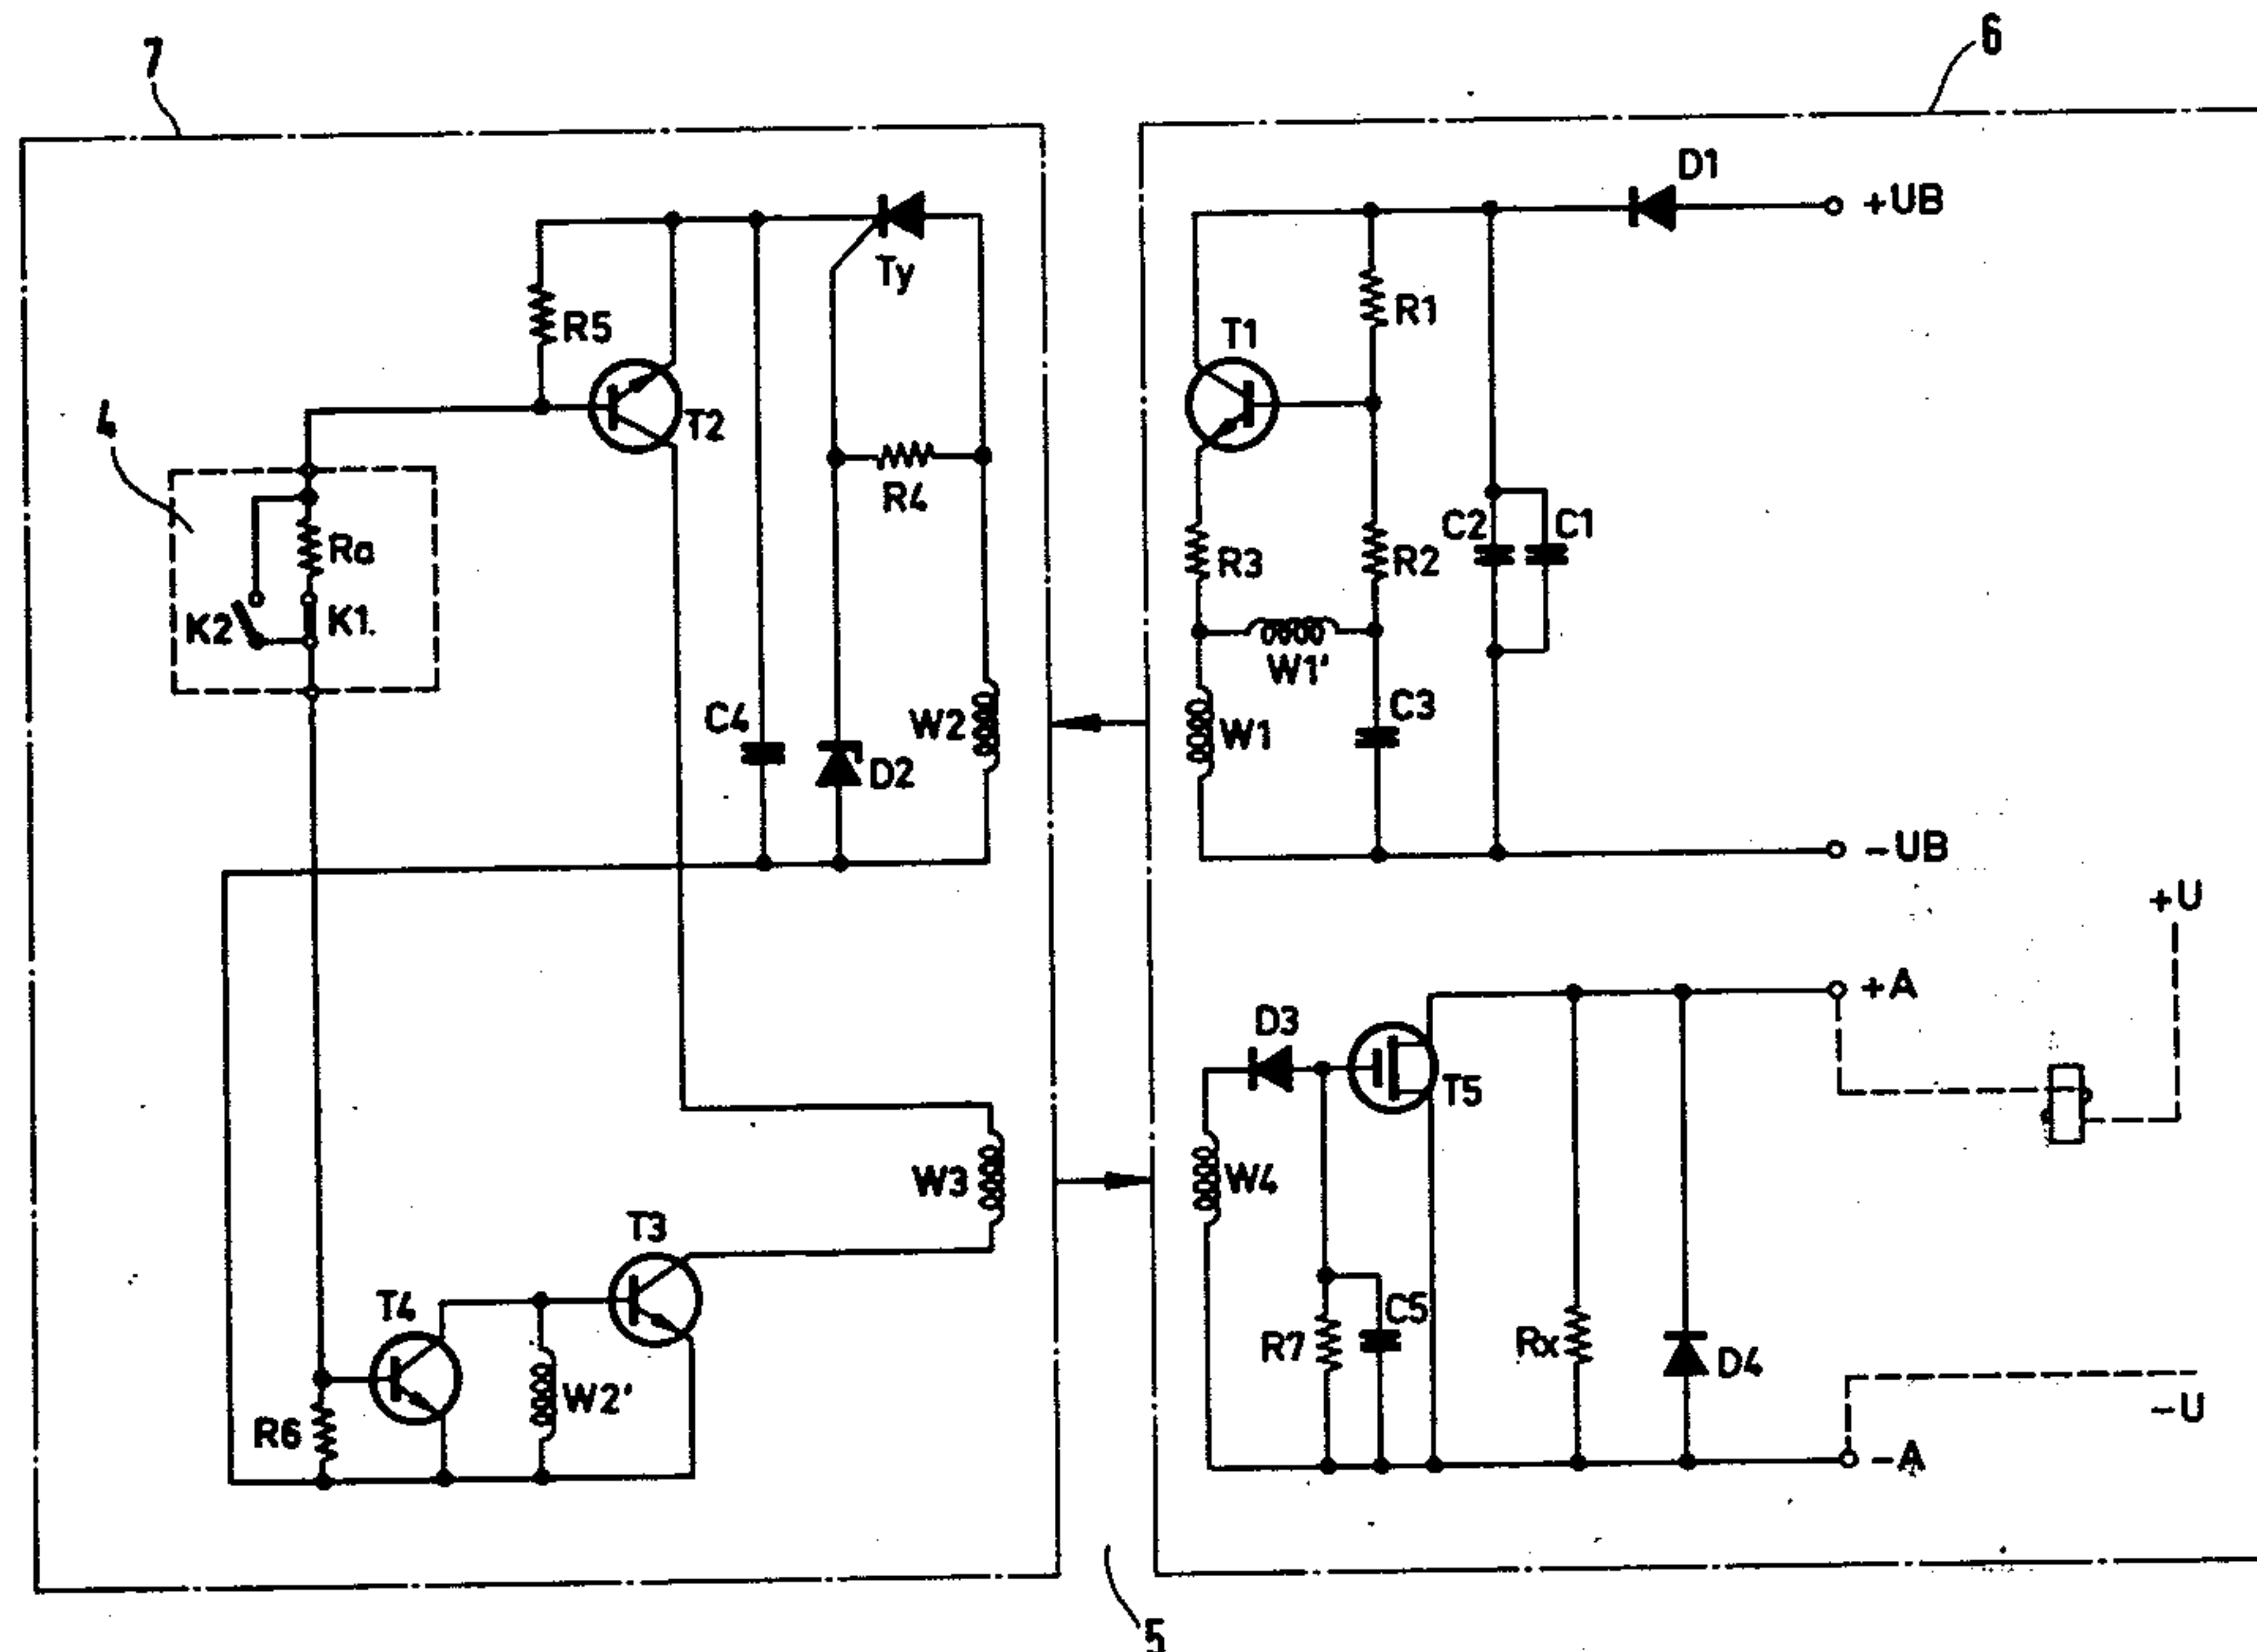 7
6
D1
+UB
Ty
R5
R1
T1
T2
4
R4
Ra
C2
C1
R3
R2
K2
K1.
W1'
C4
W2
C3
W1
D2
-UB
+U
+A
D3
T5
W3
W4
T3
T4
C5
R7
Rx
D4
W2'
R6
-U
-A
5